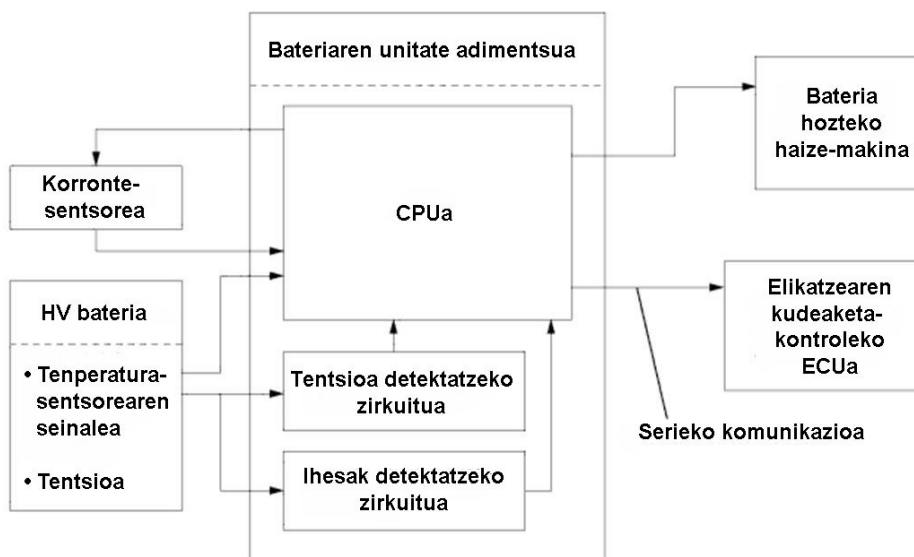 Bateriaren unitate adimentsua
Bateria
hozteko
haize-makina
Korronte-
sentsorea
CPUa
HV bateria
• Tenperatura-
sentsorearen
seinalea
• Tentsioa
Tentsioa detektatzeko
zirkuitua
Ihesak detektatzeko
zirkuitua
Elikatzearen
kudeaketa-
kontroleko
ECUa
Serieko komunikazioa